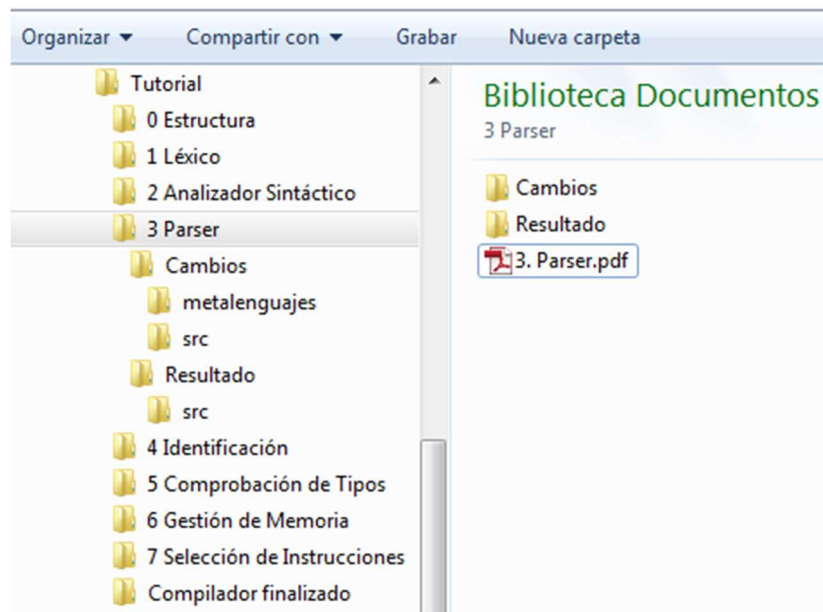 Organizar Compartir con Grabar Nueva carpeta
Tutorial
0 Estructura
1 Léxico
2 Analizador Sintáctico
3 Parser
Cambios
metalenguajes
src
Resultado
src
4 Identificación
5 Comprobación de Tipos
6 Gestión de Memoria
7 Selección de Instrucciones
Compilador finalizado
Biblioteca Documentos
3 Parser
Cambios
Resultado
3. Parser.pdf